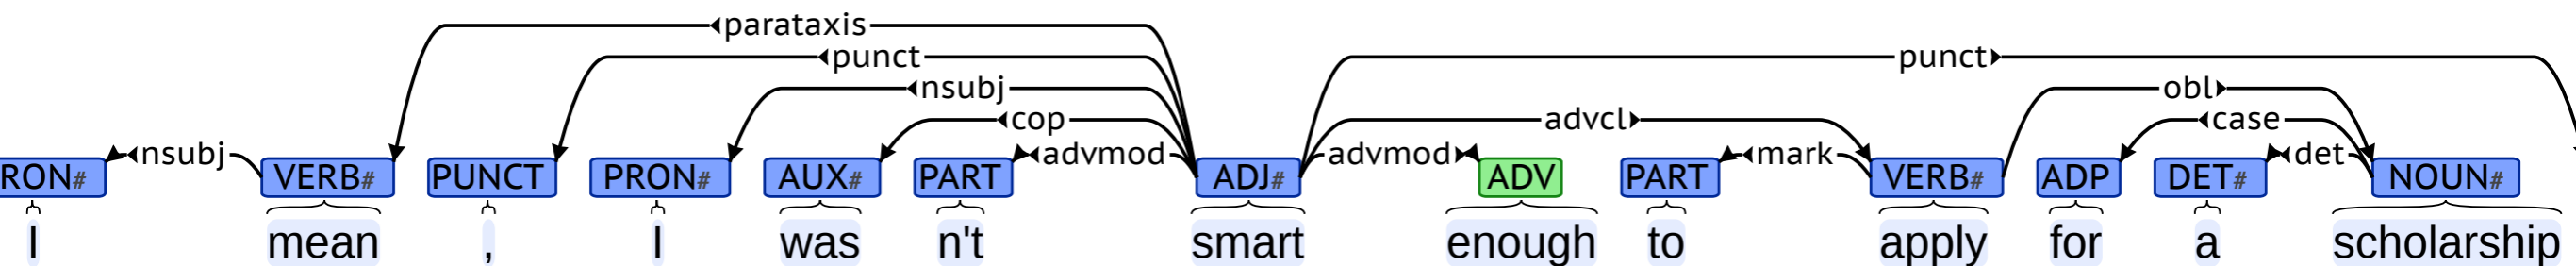 parataxis
punct punct
nsubj obl
cop advcl case
nsubj advmod advmod mark det
RON# VERB# PUNCT PRON# AUX# PART ADJ# ADV PART VERB# ADP DET# NOUN#
I mean , I was n't smart enough to apply for a scholarship